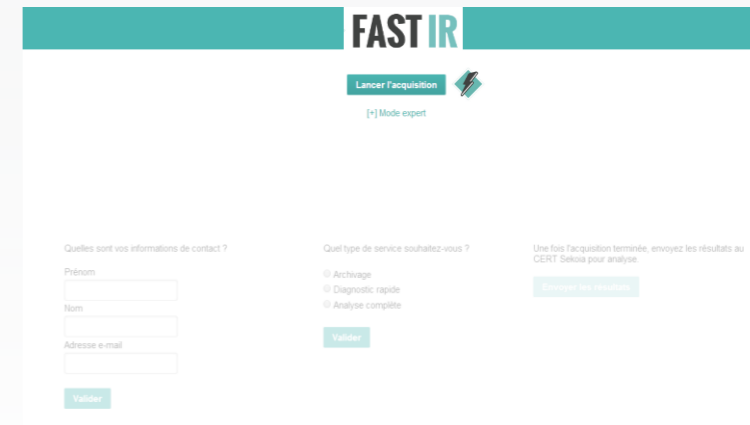 FAST IR
Lancer l'acquisition
[+] Mode expert
Quelles sont vos informations de contact ?
Prénom
Nom
Adresse e-mail
Valider
Quel type de service souhaitez-vous ?
Archivage
Diagnostic rapide
Analyse complète
Valider
Une fois l'acquisition terminée, envoyez les résultats au
CERT Sekoia pour analyse
Envoyer les résultats